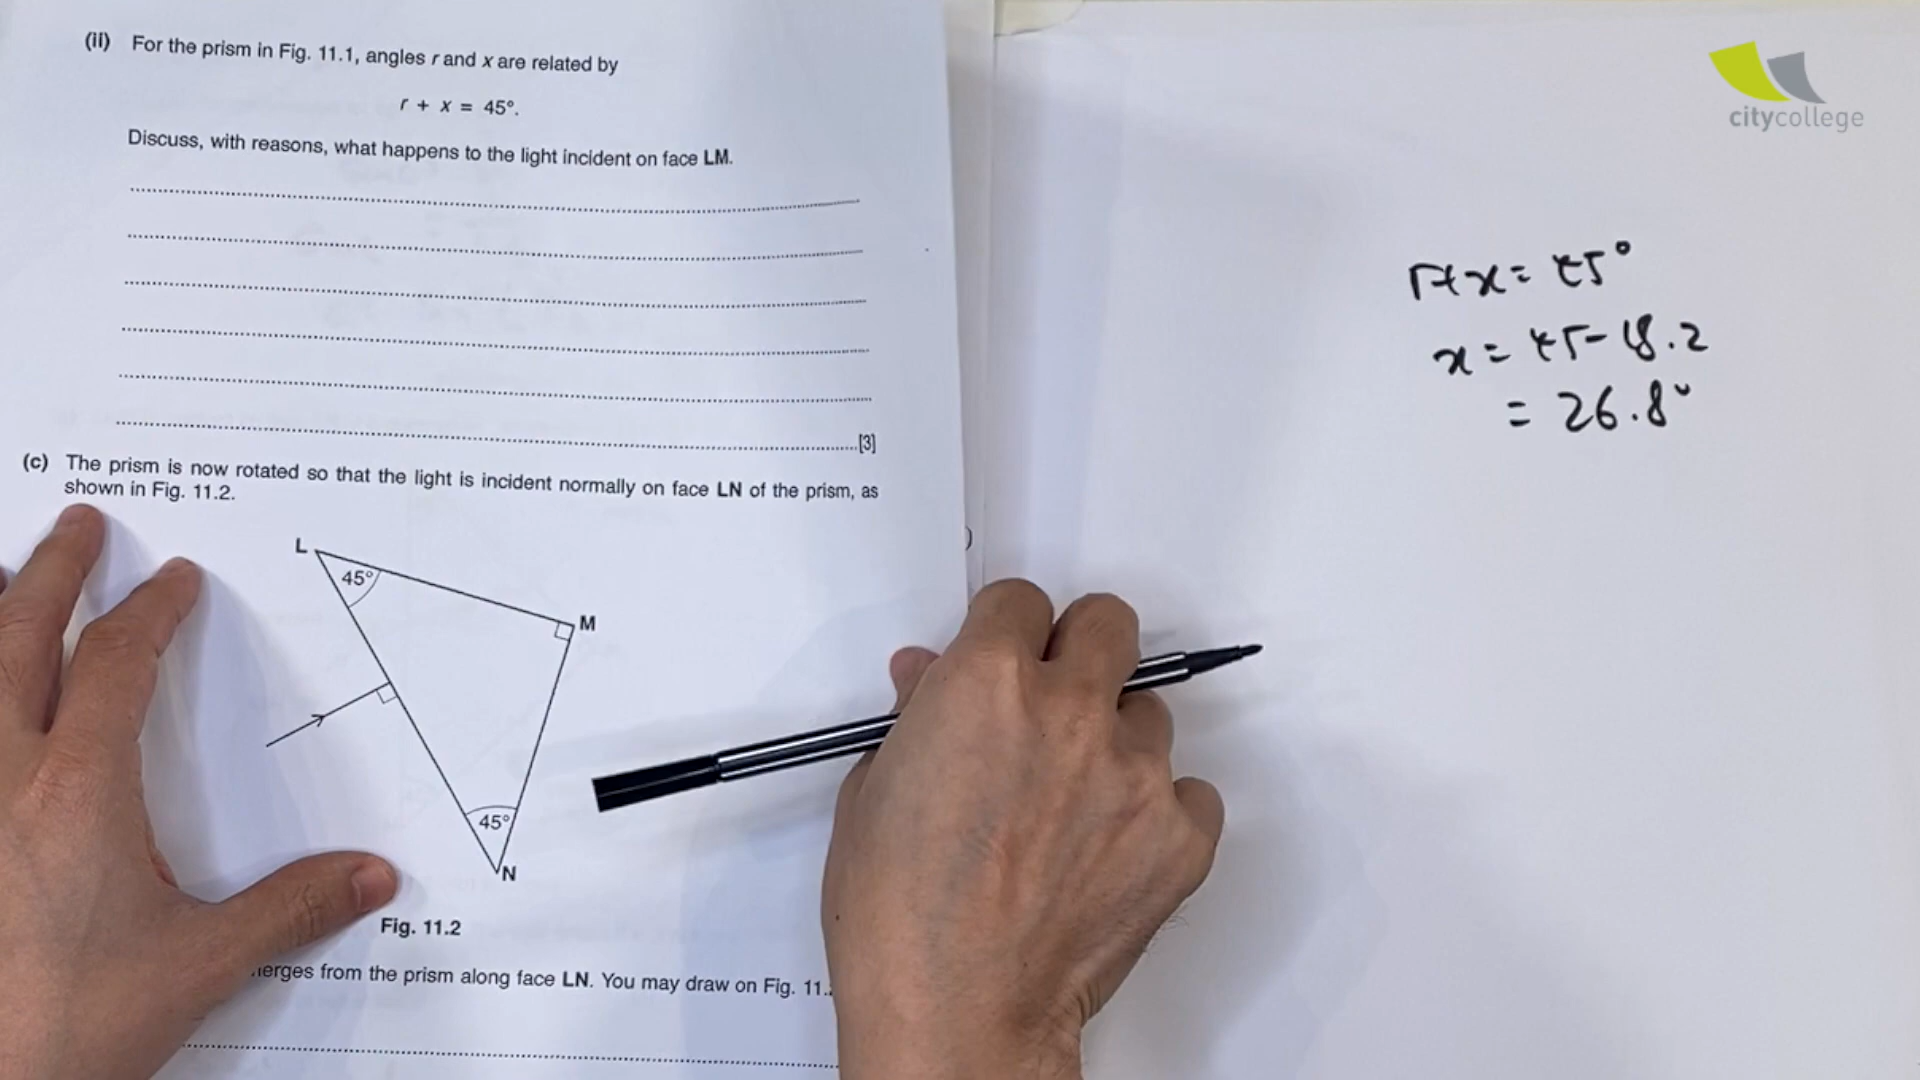 (ii) For the prism in Fig. 11.1, angles r and x are related by
r + x = 45°.
Discuss, with reasons, what happens to the light incident on face LM.
[3]
(c) The prism is now rotated so that the light is incident normally on face LN of the prism, as
shown in Fig. 11.2.
L
45°
M
45°
N
Fig. 11.2
from the prism along face LN. You may draw on Fig. 11.
r+x = 45°
x = 45-18.2
= 26.8°
citycollege